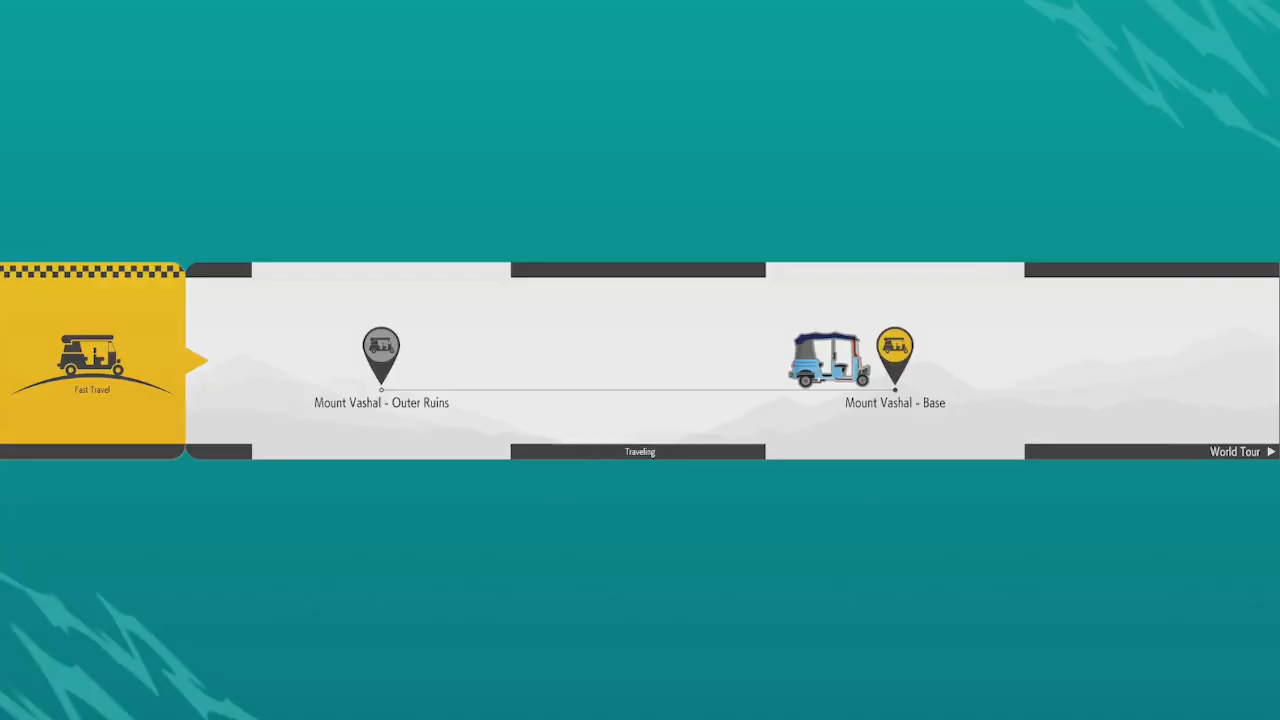 Fast Travel
Mount Vashal - Outer Ruins
Mount Vashal - Base
Traveling
World Tour